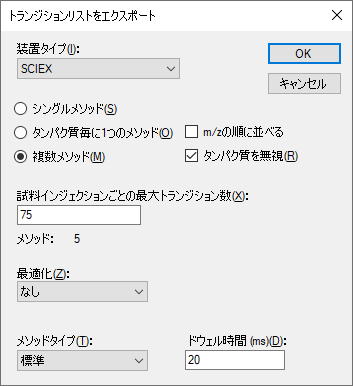 トランジションリストをエクスポート
装置タイプ(I):
SCIEX
OK
キャンセル
シングルメソッド(S)
タンパク質毎に1つのメソッド(O)
m/zの順に並べる
複数メソッド(M)
タンパク質を無視(R)
試料インジェクションごとの最大トランジション数(X):
75
メソッド: 5
最適化(Z):
なし
メソッドタイプ(T):
ドウェル時間 (ms)(D):
標準
20